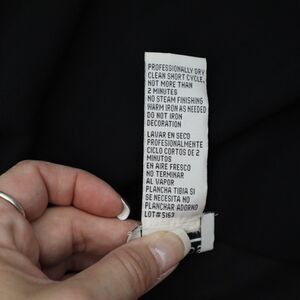 PROFESSIONALLY DRY
CLEAN SHORT CYCLE,
NOT MORE THAN
2 MINUTES
NO STEAM FINISHING
WARM IRON AS NEEDED
DO NOT IRON
DECORATION
LAVAR EN SECO
PROFESIONALMENTE
CICLO CORTOS DE 2
MINUTOS
EN AIRE FRESCO
NO TERMINAR
AL VAPOR
PLANCHA TIBIA SI
SE NECESITA NO
PLANCHAR ADORNO
LOT#5162